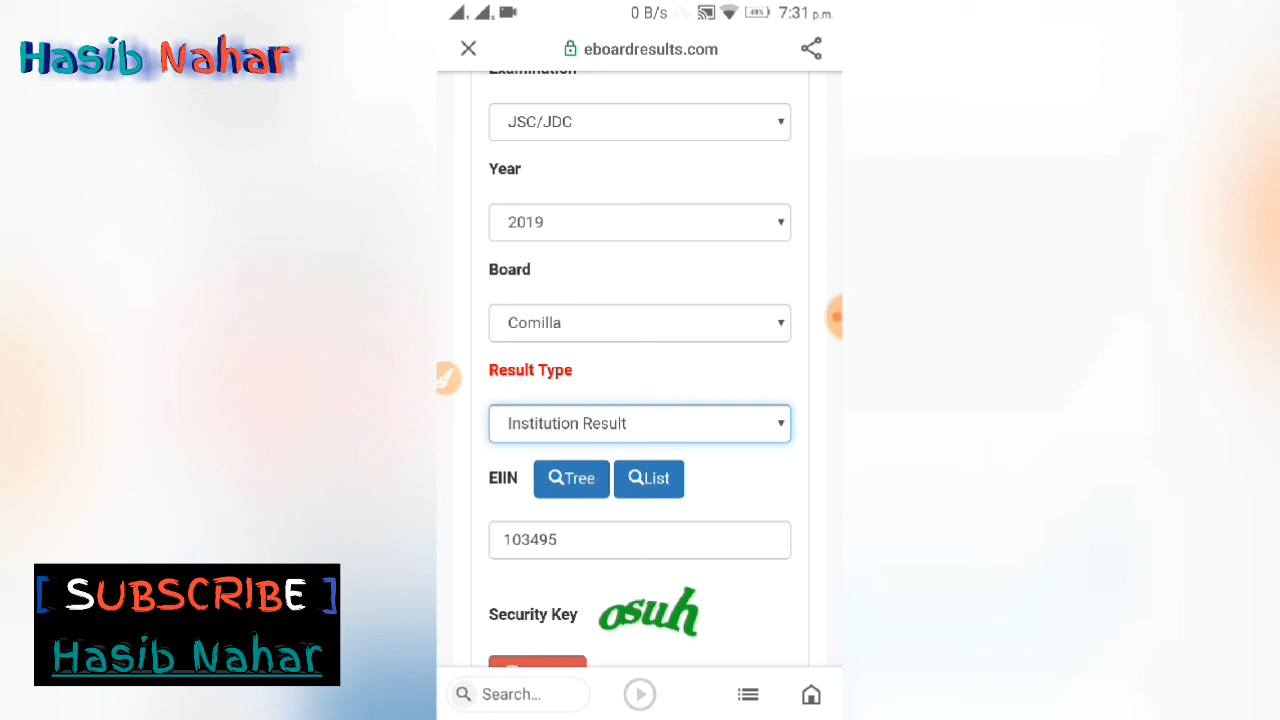 0 B/s 49% 7:31 p.m.
Hasib Nahar
eboardresults.com
Examination
JSC/JDC
Year
2019
Board
Comilla
Result Type
Institution Result
EIIN Tree List
103495
[ SUBSCRIBE ]
Hasib Nahar
Security Key osuh
Search...